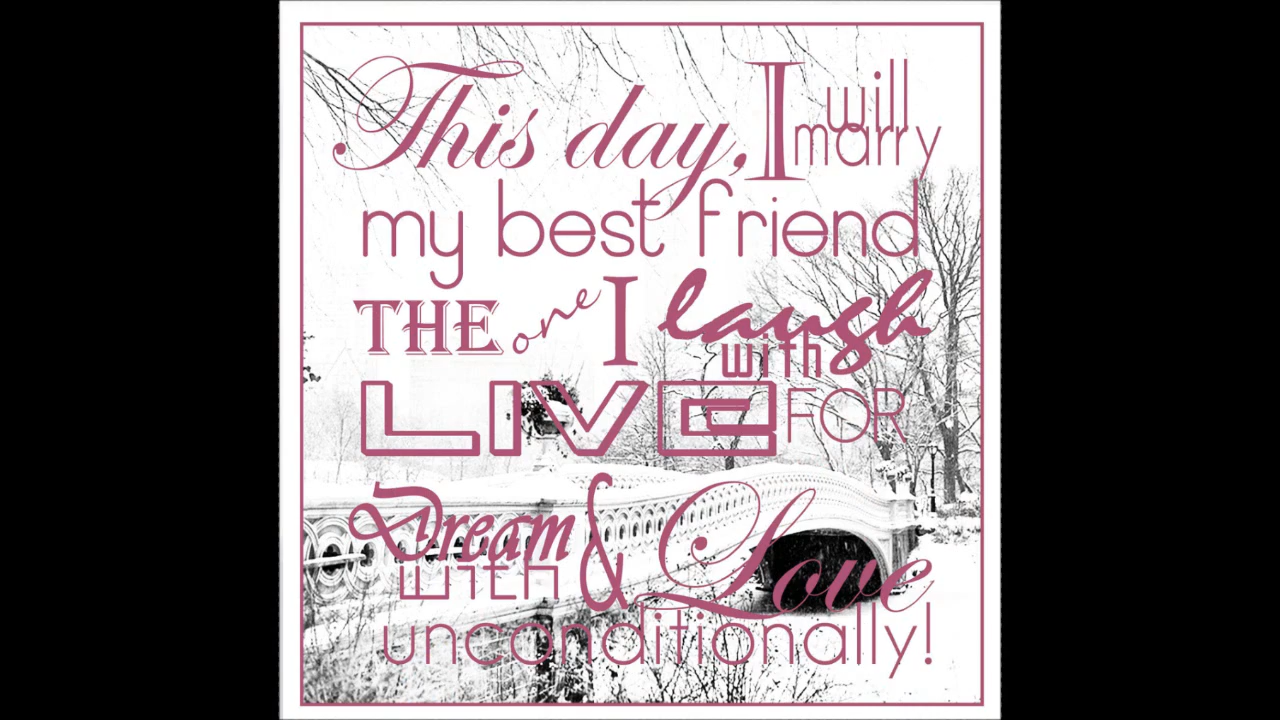 This day, I will marry
my best friend
THE one I laugh with
LIVE FOR
Dream with & Love
unconditionally!